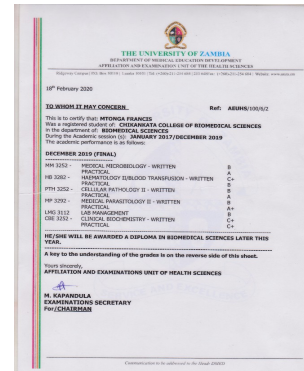 THE UNIVERSITY OF ZAMBIA
DEPARTMENT OF MEDICAL EDUCATION DEVELOPMENT
AFFILIATION AND EXAMINATION UNIT OF THE HEALTH SCIENCES
18th February 2020
TO WHOM IT MAY CONCERN Ref: AEUIHS/100/6/2
This is to certify that: MTONGA FRANCIS
Was a registered student of: CHIKANKATA COLLEGE OF BIOMEDICAL SCIENCES
in the department of: BIOMEDICAL SCIENCES
During the Academic session (s): JANUARY 2017/DECEMBER 2019
The academic performance is as follows:
DECEMBER 2019 (FINAL)
MM 3252 - MEDICAL MICROBIOLOGY - WRITTEN B
PRACTICAL A
HB 3282 - HAEMATOLOGY II/BLOOD TRANSFUSION - WRITTEN C+
PRACTICAL B
PTH 3252 - CELLULAR PATHOLOGY II - WRITTEN B
PRACTICAL A
MP 3292 - MEDICAL PARASITOLOGY II - WRITTEN B
PRACTICAL A+
LMG 3112 LAB MANAGEMENT B
CBE 3252 - CLINICAL BIOCHEMISTRY - WRITTEN C+
PRACTICAL C+
HE/SHE WILL BE AWARDED A DIPLOMA IN BIOMEDICAL SCIENCES LATER THIS
YEAR.
A key to the understanding of the grades is on the reverse side of this sheet.
Yours sincerely,
AFFILIATION AND EXAMINATIONS UNIT OF HEALTH SCIENCES
M. KAPANDULA
EXAMINATIONS SECRETARY
For/CHAIRMAN